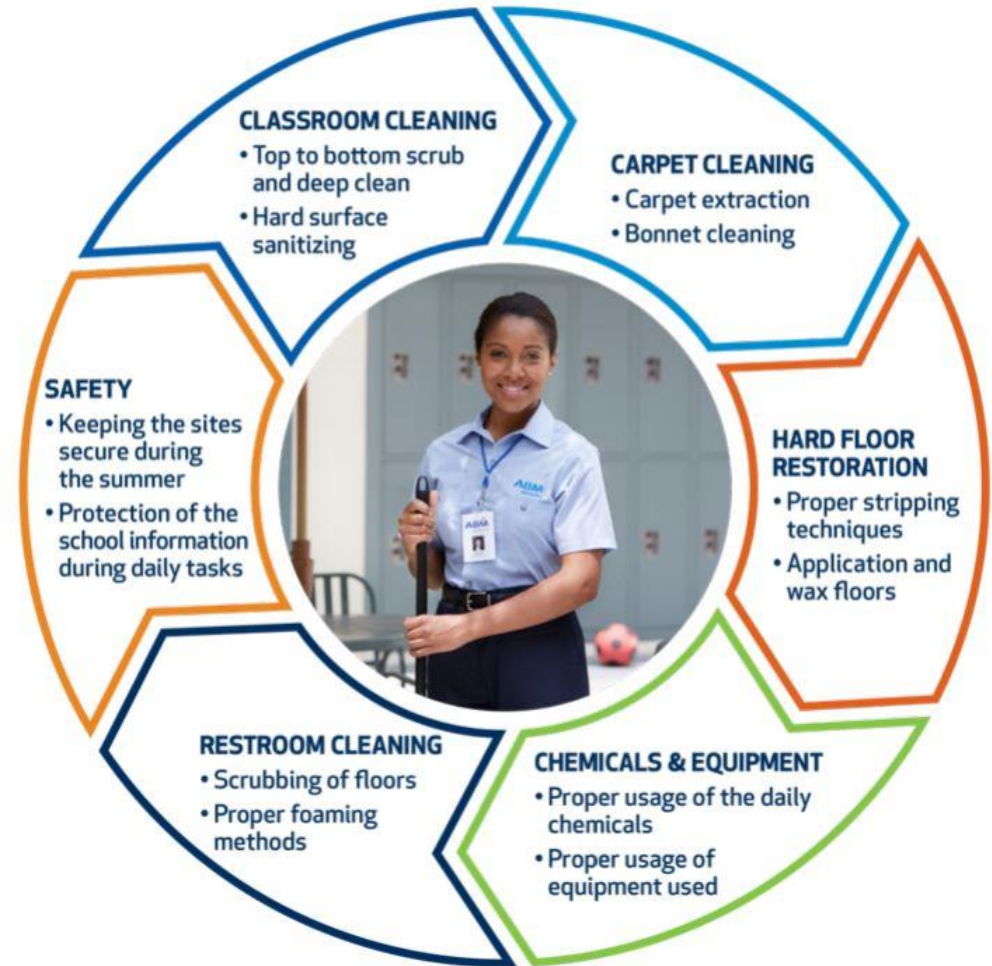 CLASSROOM CLEANING
• Top to bottom scrub
and deep clean
• Hard surface
sanitizing
CARPET CLEANING
• Carpet extraction
• Bonnet cleaning
HARD FLOOR
RESTORATION
• Proper stripping
techniques
• Application and
wax floors
CHEMICALS & EQUIPMENT
• Proper usage of the daily
chemicals
• Proper usage of
equipment used
RESTROOM CLEANING
• Scrubbing of floors
• Proper foaming
methods
SAFETY
• Keeping the sites
secure during
the summer
• Protection of the
school information
during daily tasks
ABM
ABM